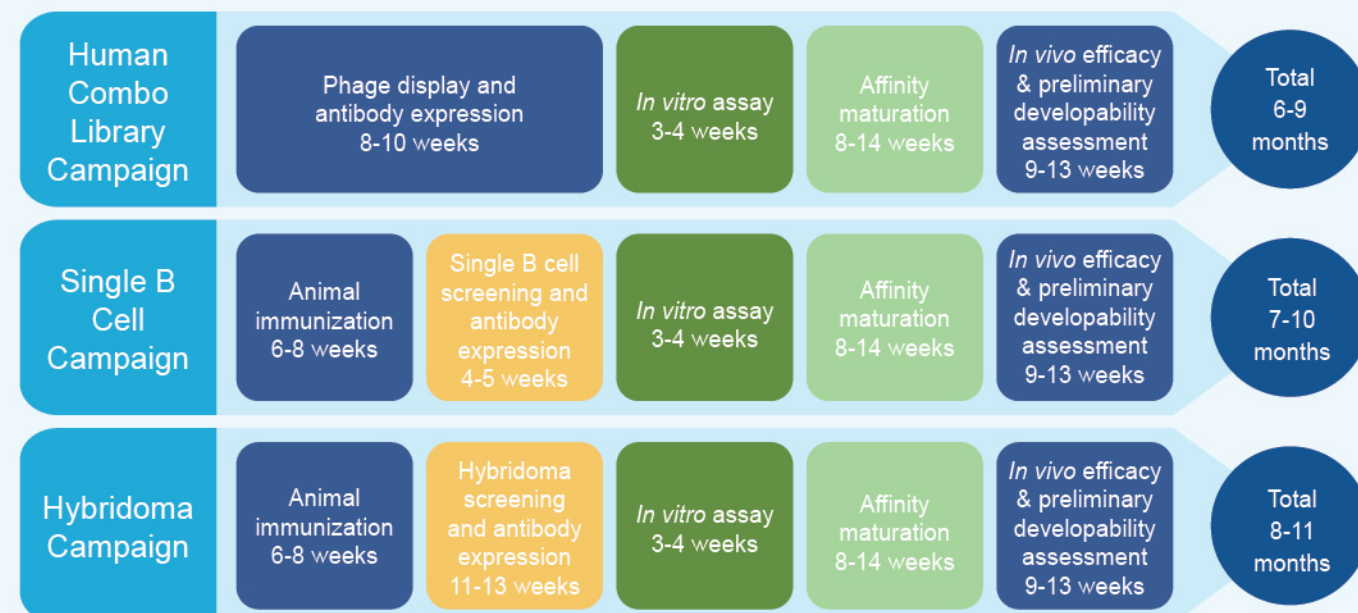 Human
Combo
Library
Campaign
Phage display and
antibody expression
8-10 weeks
In vitro assay
3-4 weeks
Affinity
maturation
8-14 weeks
In vivo efficacy
& preliminary
developability
assessment
9-13 weeks
Total
6-9
months
Single B
Cell
Campaign
Animal
immunization
6-8 weeks
Single B cell
screening and
antibody
expression
4-5 weeks
In vitro assay
3-4 weeks
Affinity
maturation
8-14 weeks
In vivo efficacy
& preliminary
developability
assessment
9-13 weeks
Total
7-10
months
Hybridoma
Campaign
Animal
immunization
6-8 weeks
Hybridoma
screening
and antibody
expression
11-13 weeks
In vitro assay
3-4 weeks
Affinity
maturation
8-14 weeks
In vivo efficacy
& preliminary
developability
assessment
9-13 weeks
Total
8-11
months